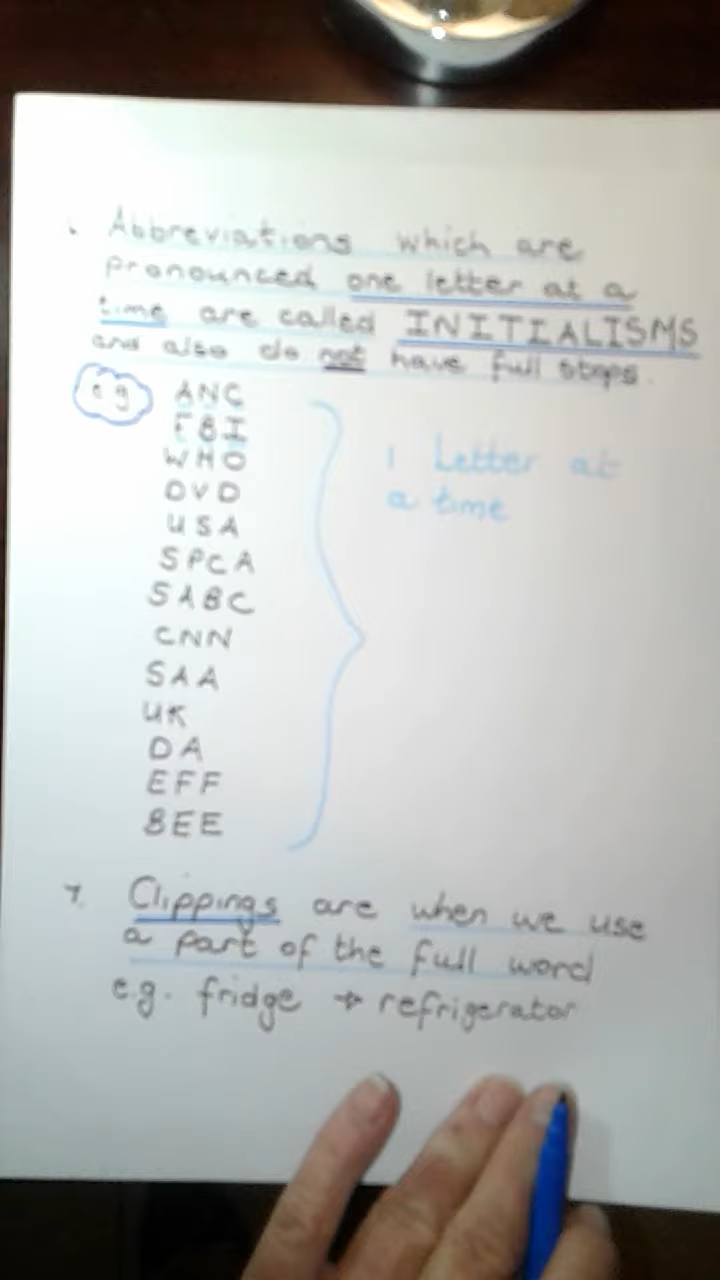 Abbreviations which are
pronounced one letter at a
time are called INITIALISMS
and also do not have full stops.
e.g ANC
FBI
WHO
DVD
USA
SPCA
SABC
CNN
SAA
UK
DA
EFF
BEE
1 Letter at
a time
7. Clippings are when we use
a part of the full word
e.g. fridge → refrigerator